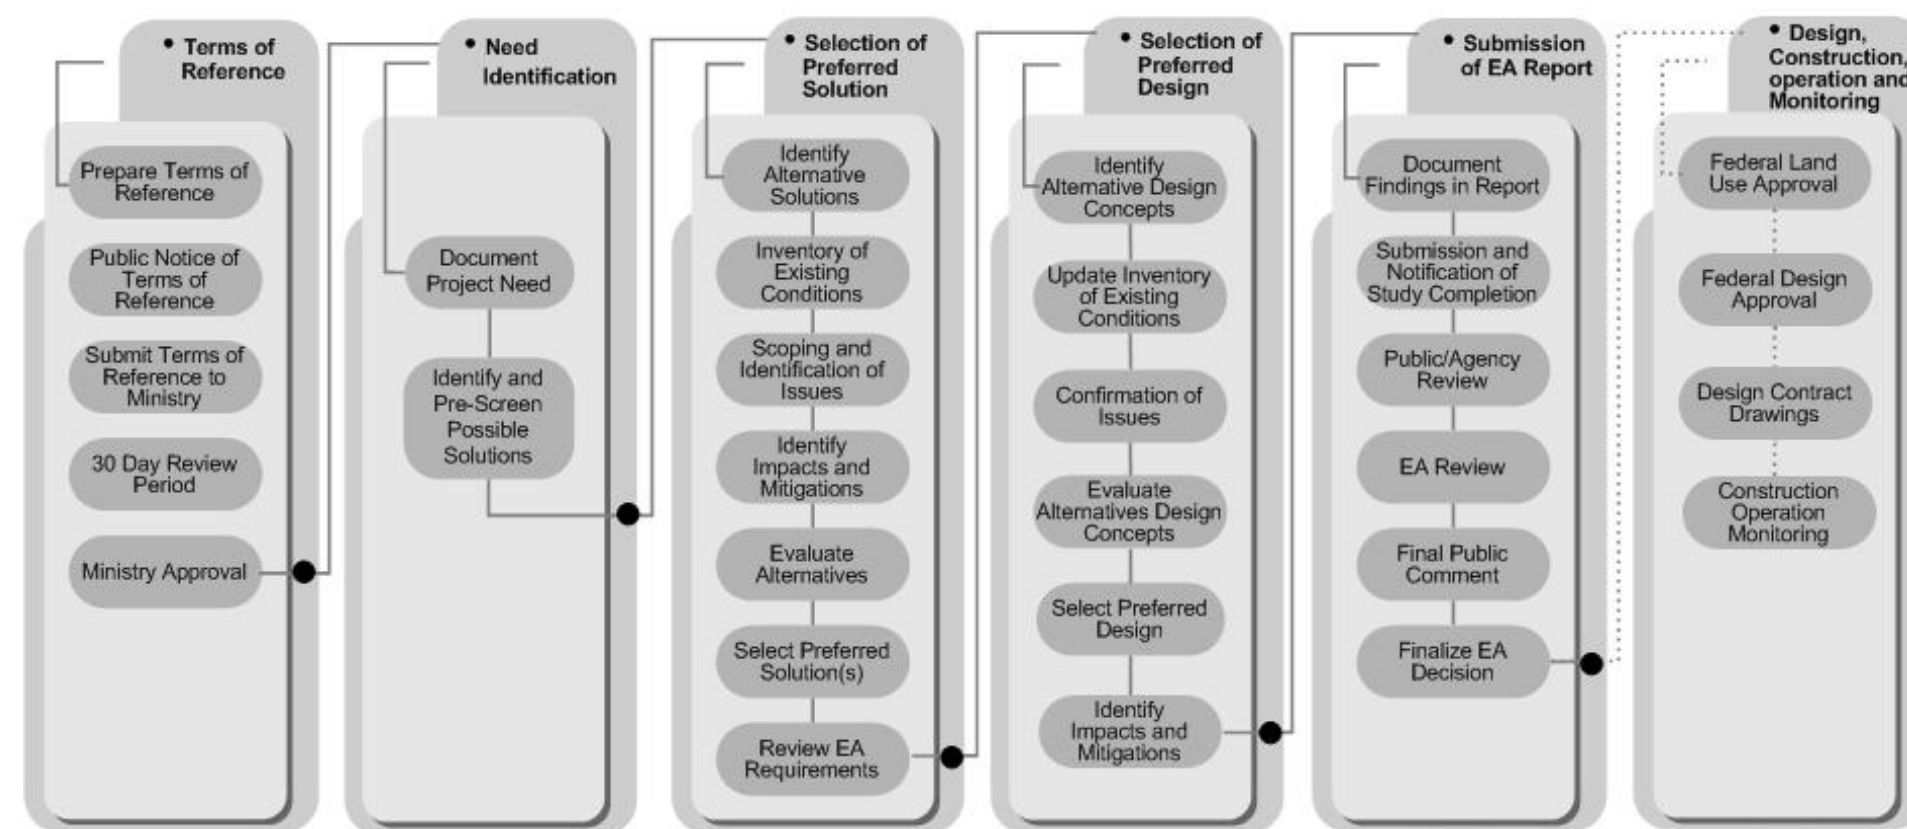 • Terms of
Reference
Prepare Terms of
Reference
Public Notice of
Terms of
Reference
Submit Terms of
Reference to
Ministry
30 Day Review
Period
Ministry Approval
• Need
Identification
Document
Project Need
Identify and
Pre-Screen
Possible
Solutions
• Selection of
Preferred
Solution
Identify
Alternative
Solutions
Inventory of
Existing
Conditions
Scoping and
Identification of
Issues
Identify
Impacts and
Mitigations
Evaluate
Alternatives
Select Preferred
Solution(s)
Review EA
Requirements
• Selection of
Preferred
Design
Identify
Alternative Design
Concepts
Update Inventory
of Existing
Conditions
Confirmation of
Issues
Evaluate
Alternatives Design
Concepts
Select Preferred
Design
Identify
Impacts and
Mitigations
• Submission
of EA Report
Document
Findings in Report
Submission and
Notification of
Study Completion
Public/Agency
Review
EA Review
Final Public
Comment
Finalize EA
Decision
• Design,
Construction,
operation and
Monitoring
Federal Land
Use Approval
Federal Design
Approval
Design Contract
Drawings
Construction
Operation
Monitoring